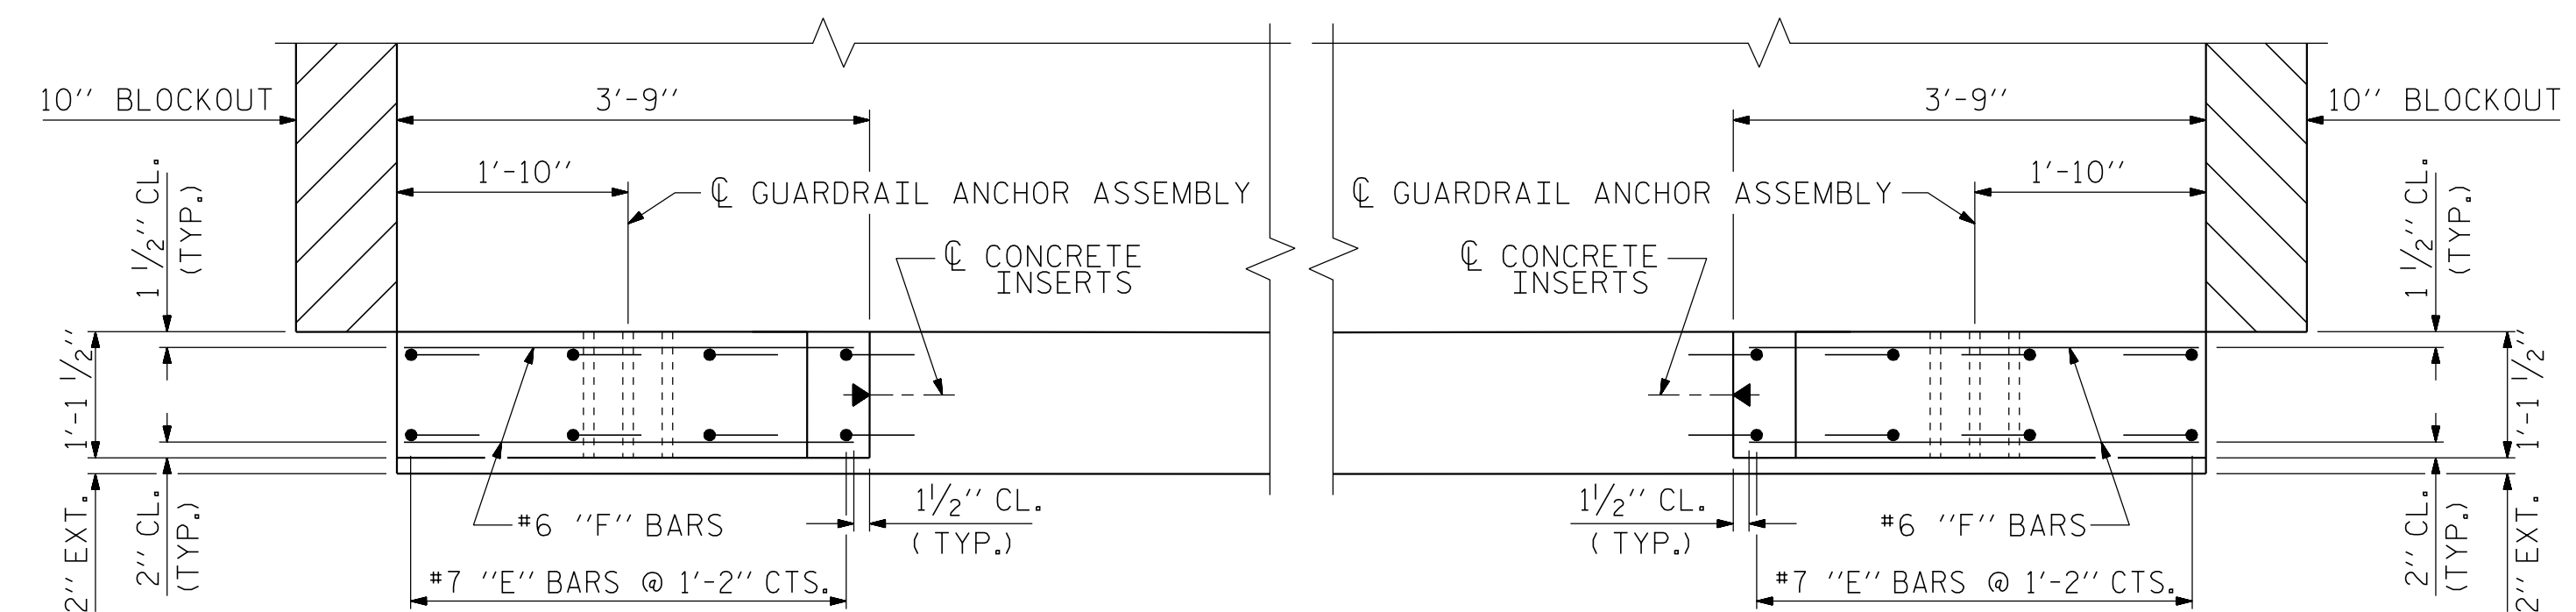 10" BLOCKOUT
3'-9"
3'-9"
10" BLOCKOUT
1'-10"
1'-10"
℄ GUARDRAIL ANCHOR ASSEMBLY
℄ GUARDRAIL ANCHOR ASSEMBLY
1 1/2" CL.
(TYP.)
1 1/2" CL.
(TYP.)
℄ CONCRETE
INSERTS
℄ CONCRETE
INSERTS
1'-1 1/2"
1'-1 1/2"
2" EXT.
2" CL.
(TYP.)
#6 "F" BARS
1 1/2" CL.
(TYP.)
1 1/2" CL.
(TYP.)
#6 "F" BARS
2" CL.
(TYP.)
2" EXT.
#7 "E" BARS @ 1'-2" CTS.
#7 "E" BARS @ 1'-2" CTS.